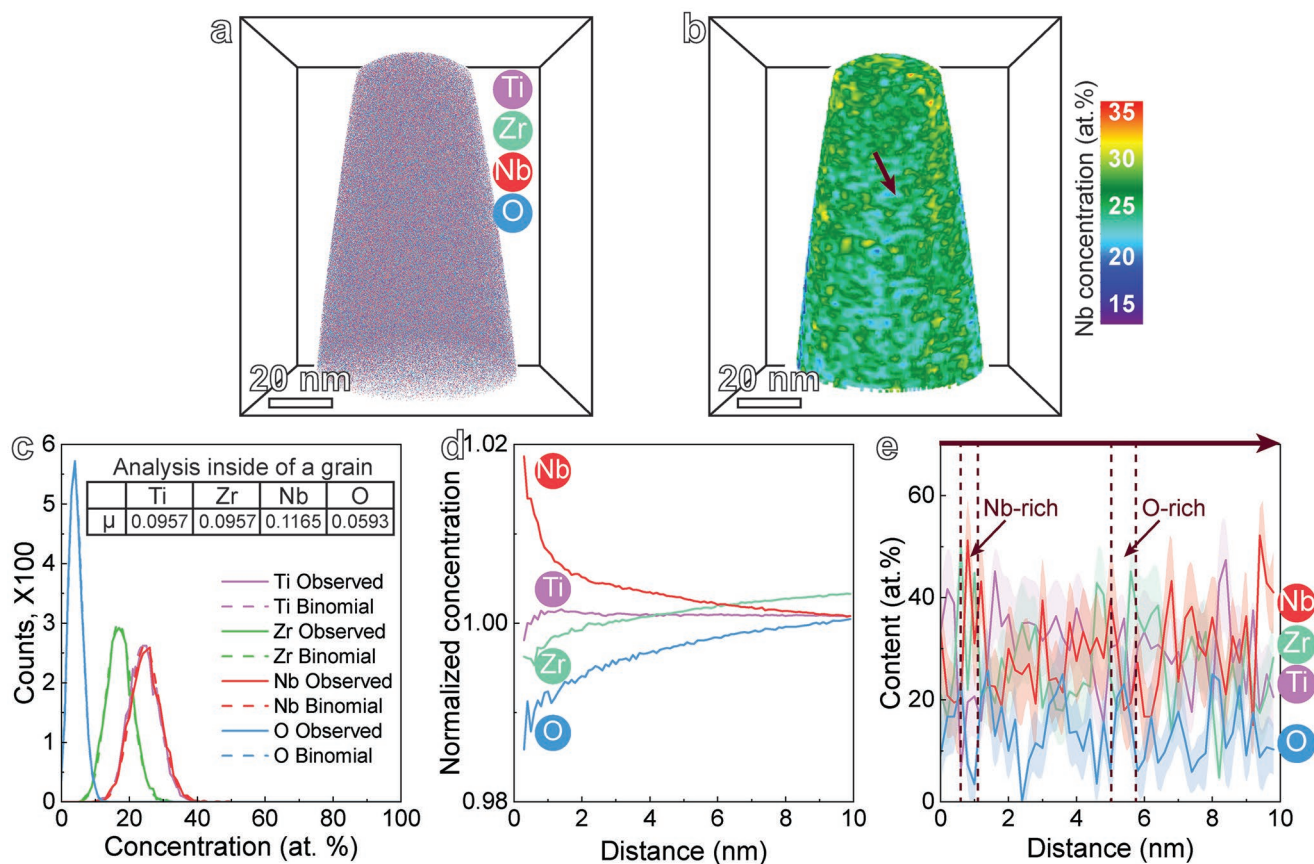 a
Ti
Zr
Nb
O
20 nm
b
20 nm
Nb concentration (at.%)
35
30
25
20
15
c
Counts, X100
6
5
4
3
2
1
0
Analysis inside of a grain
Ti Zr Nb O
μ 0.0957 0.0957 0.1165 0.0593
Ti Observed
Ti Binomial
Zr Observed
Zr Binomial
Nb Observed
Nb Binomial
O Observed
O Binomial
0 20 40 60 80 100
Concentration (at. %)
d
Normalized concentration
1.02
1.00
0.98
Nb
Ti
Zr
O
0 2 4 6 8 10
Distance (nm)
e
Content (at.%)
60
40
20
0
Nb-rich
O-rich
Nb
Zr
Ti
O
0 2 4 6 8 10
Distance (nm)